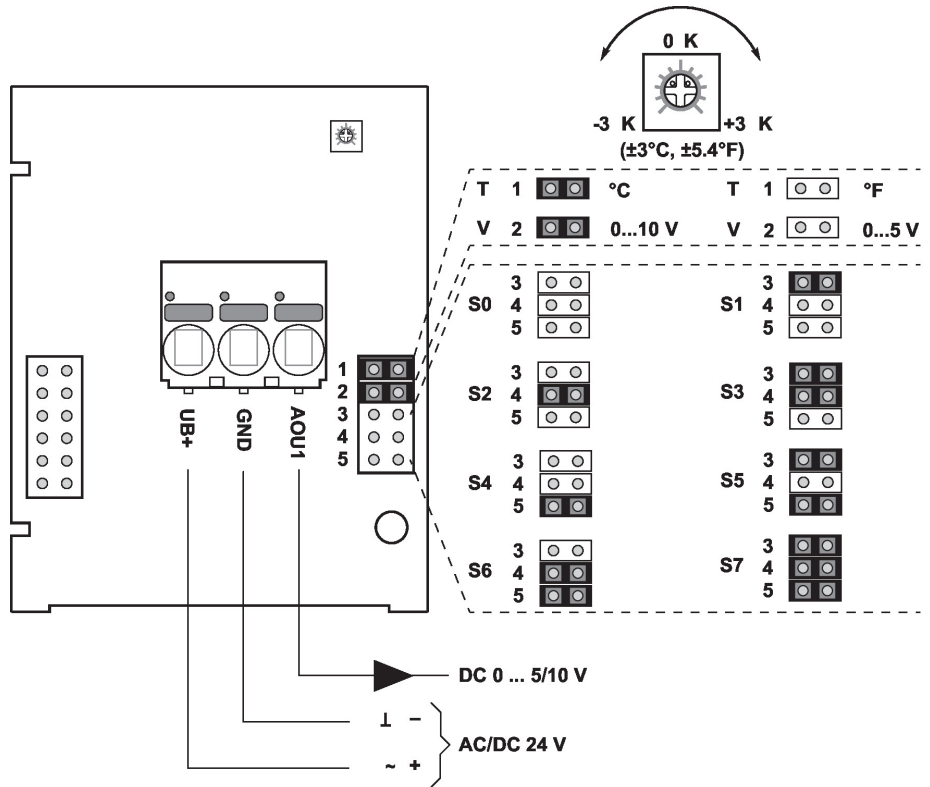 0 K
-3 K +3 K
(±3°C, ±5.4°F)
T 1 °C T 1 °F
V 2 0...10 V V 2 0...5 V
S0 3 4 5
S1 3 4 5
S2 3 4 5
S3 3 4 5
S4 3 4 5
S5 3 4 5
S6 3 4 5
S7 3 4 5
1
2
3
4
5
UB+
GND
AOU1
DC 0 ... 5/10 V
⊥ −
AC/DC 24 V
~ +